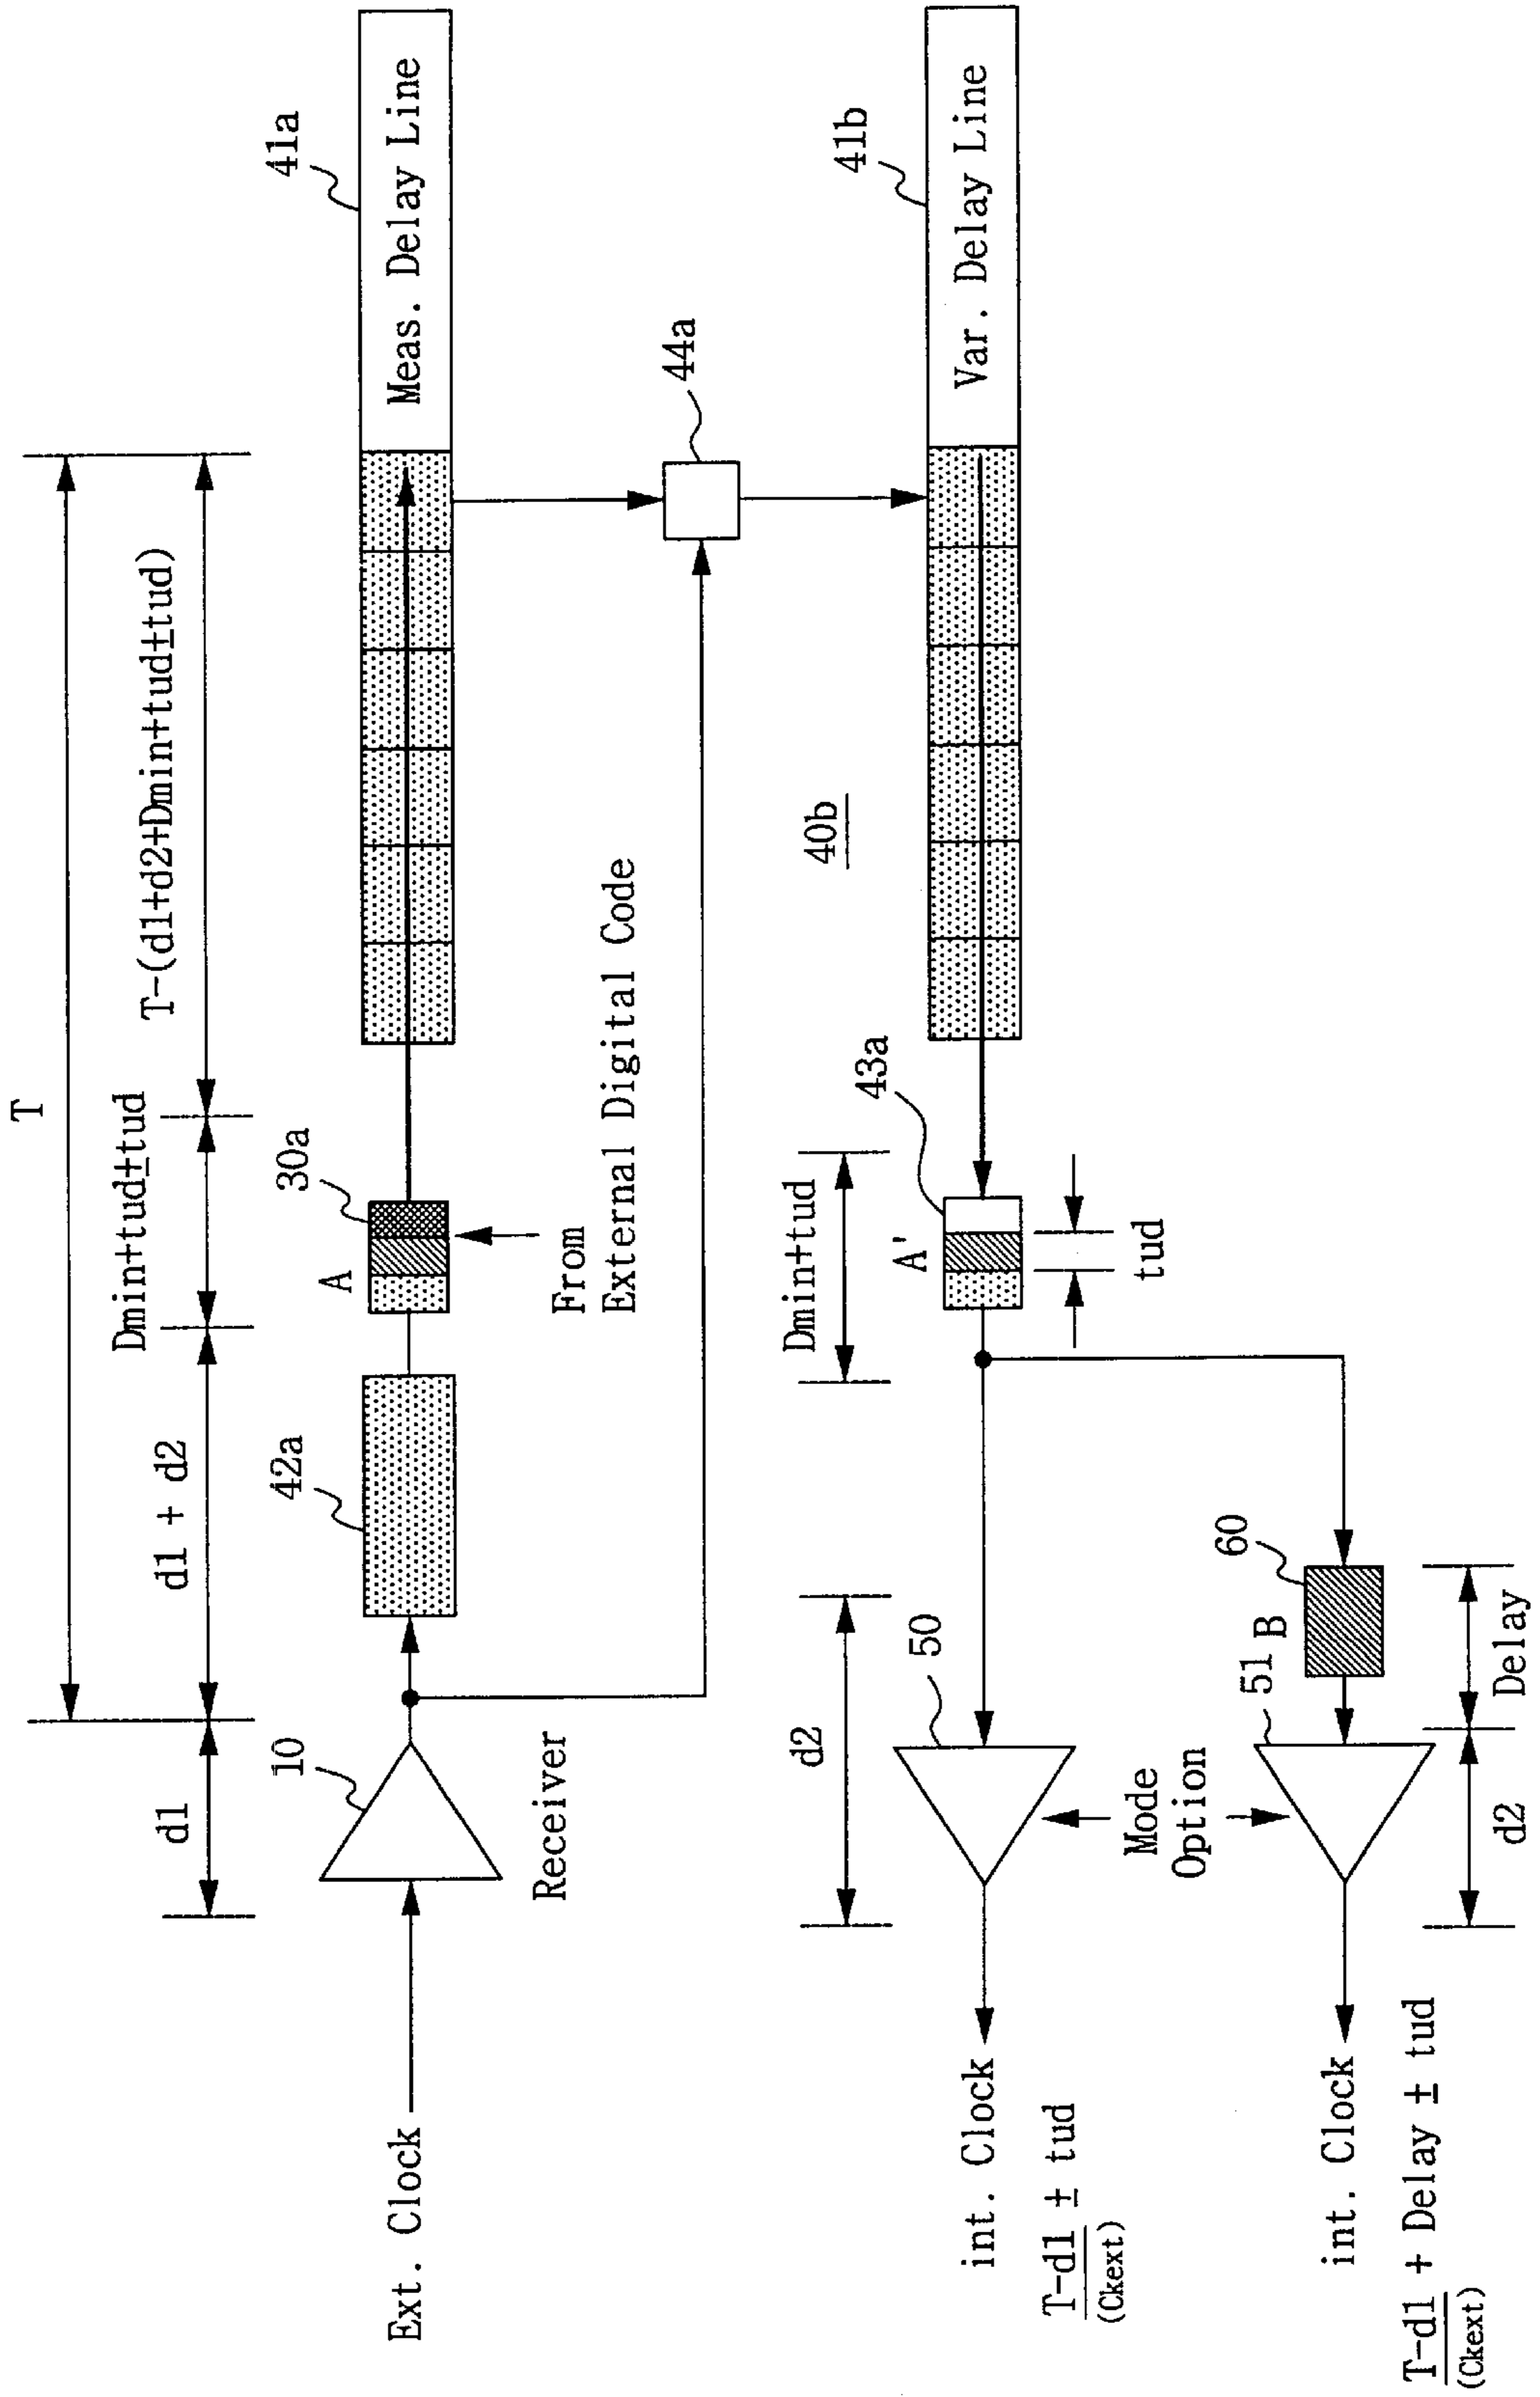 T
d1
d1 + d2
Dmin+tud±tud
T-(d1+d2+Dmin+tud±tud)
10
42a
A
30a
41a
Meas. Delay Line
Ext. Clock
Receiver
From
External Digital Code
44a
40b
d2
Dmin+tud
50
A'
43a
41b
Var. Delay Line
tud
int. Clock
T-d1 ± tud
(Ckext)
Mode
Option
51
B
60
int. Clock
T-d1 + Delay ± tud
(Ckext)
d2
Delay